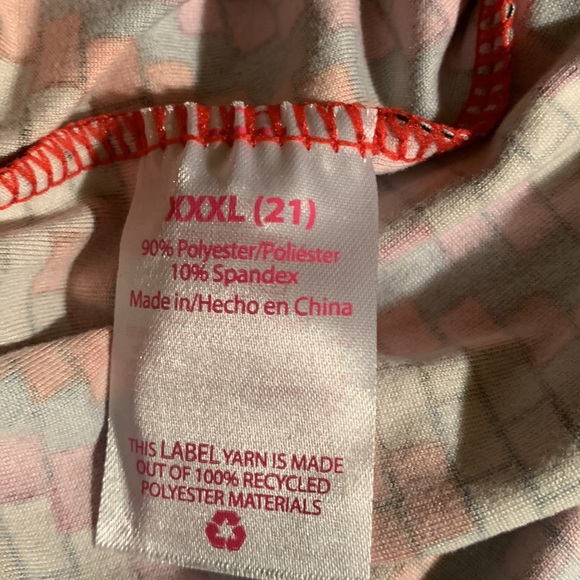 XXXL (21)
90% Polyester/Poliéster
10% Spandex
Made in/Hecho en China
THIS LABEL YARN IS MADE
OUT OF 100% RECYCLED
POLYESTER MATERIALS